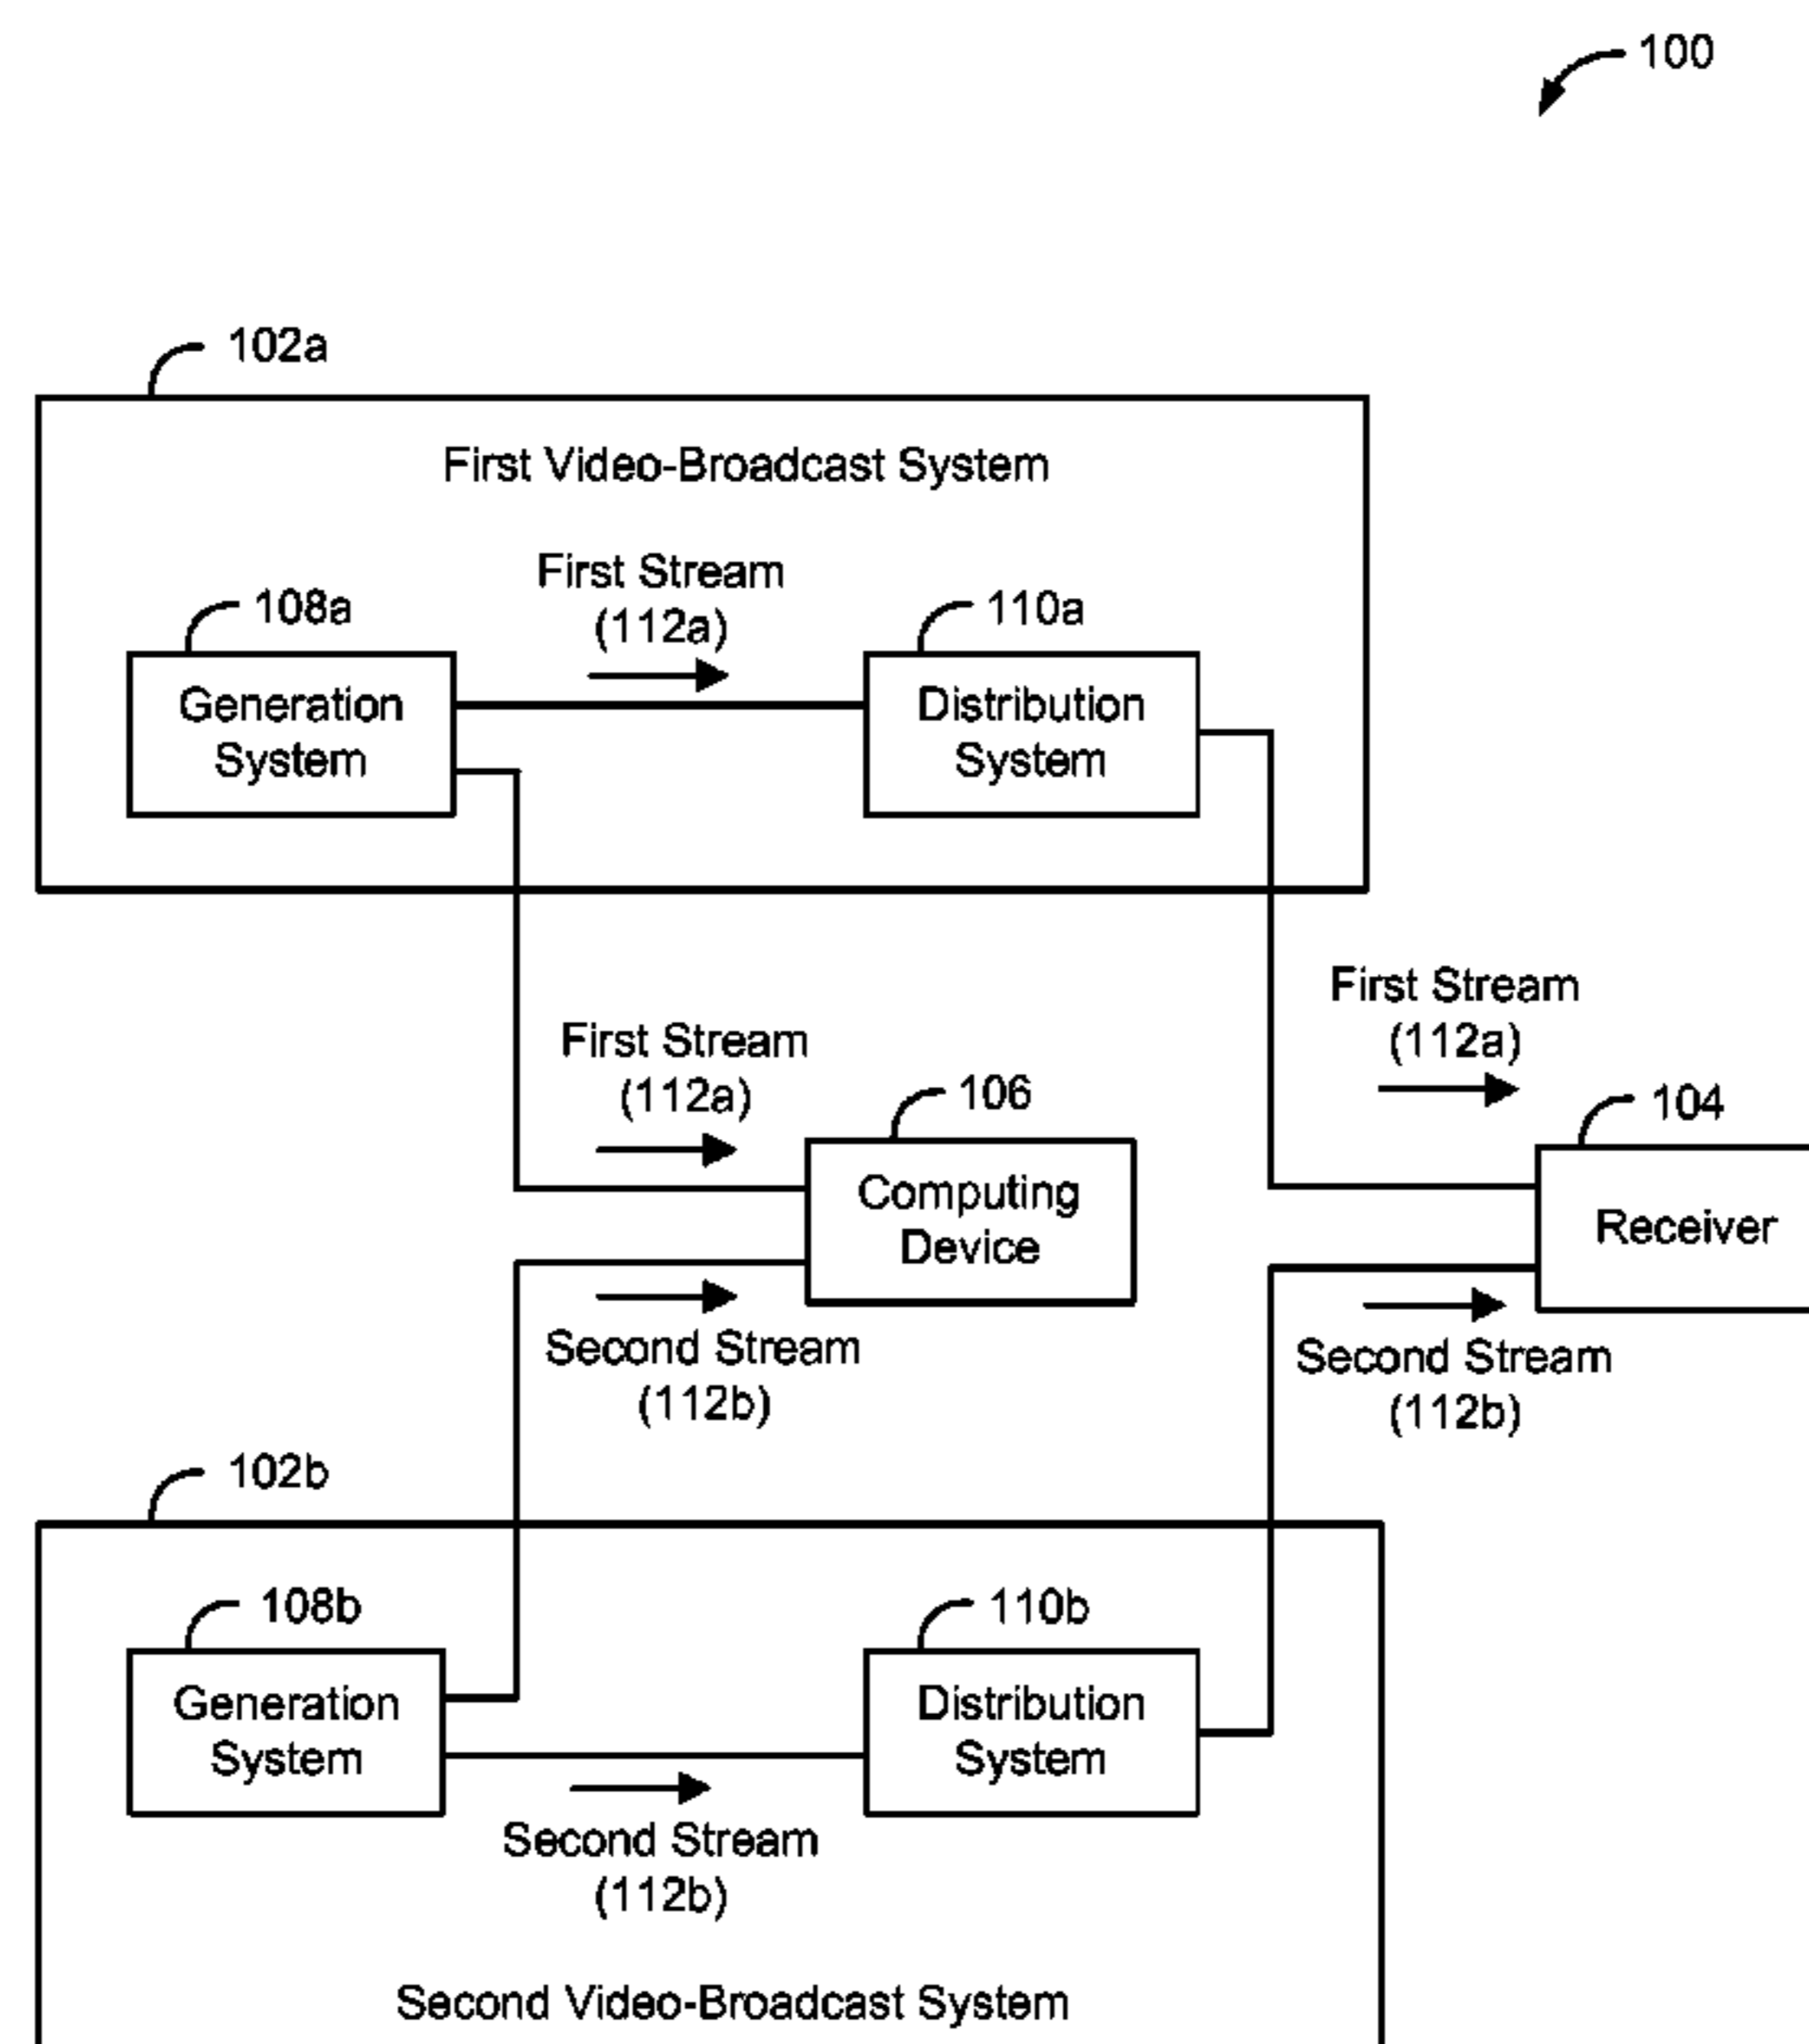 100
102a
First Video-Broadcast System
First Stream
(112a)
108a
110a
Generation
System
Distribution
System
First Stream
(112a)
First Stream
(112a)
106
104
Computing
Device
Receiver
Second Stream
(112b)
Second Stream
(112b)
102b
108b
110b
Generation
System
Distribution
System
Second Stream
(112b)
Second Video-Broadcast System